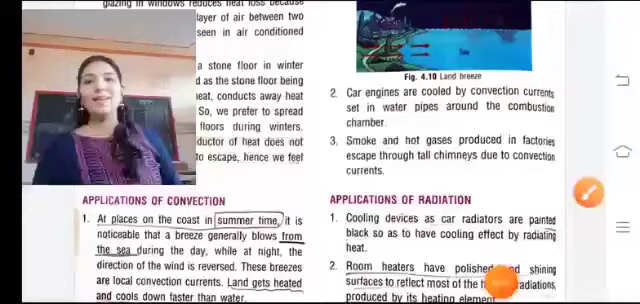 glazing in windows reduces heat loss because
layer of air between two
seen in air conditioned
a stone floor in winter
d as the stone floor being
heat, conducts away heat
So, we prefer to spread
floors during winters.
ductor of heat does not
to escape, hence we feel
APPLICATIONS OF CONVECTION
1. At places on the coast in summer time, it is
noticeable that a breeze generally blows from
the sea during the day, while at night, the
direction of the wind is reversed. These breezes
are local convection currents. Land gets heated
and cools down faster than water.
Sea
Fig. 4.10 Land breeze
2. Car engines are cooled by convection currents
set in water pipes around the combustion
chamber.
3. Smoke and hot gases produced in factories
escape through tall chimneys due to convection
currents.
APPLICATIONS OF RADIATION
1. Cooling devices as car radiators are painted
black so as to have cooling effect by radiating
heat.
2. Room heaters have polished and shining
surfaces to reflect most of the h radiations,
produced by its heating element